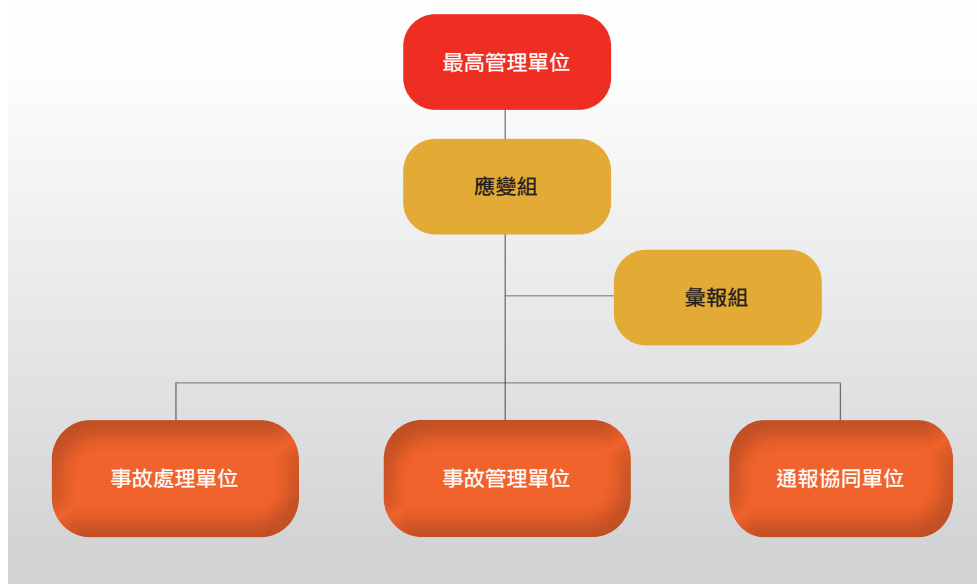 最高管理單位
應變組
彙報組
事故處理單位
事故管理單位
通報協同單位